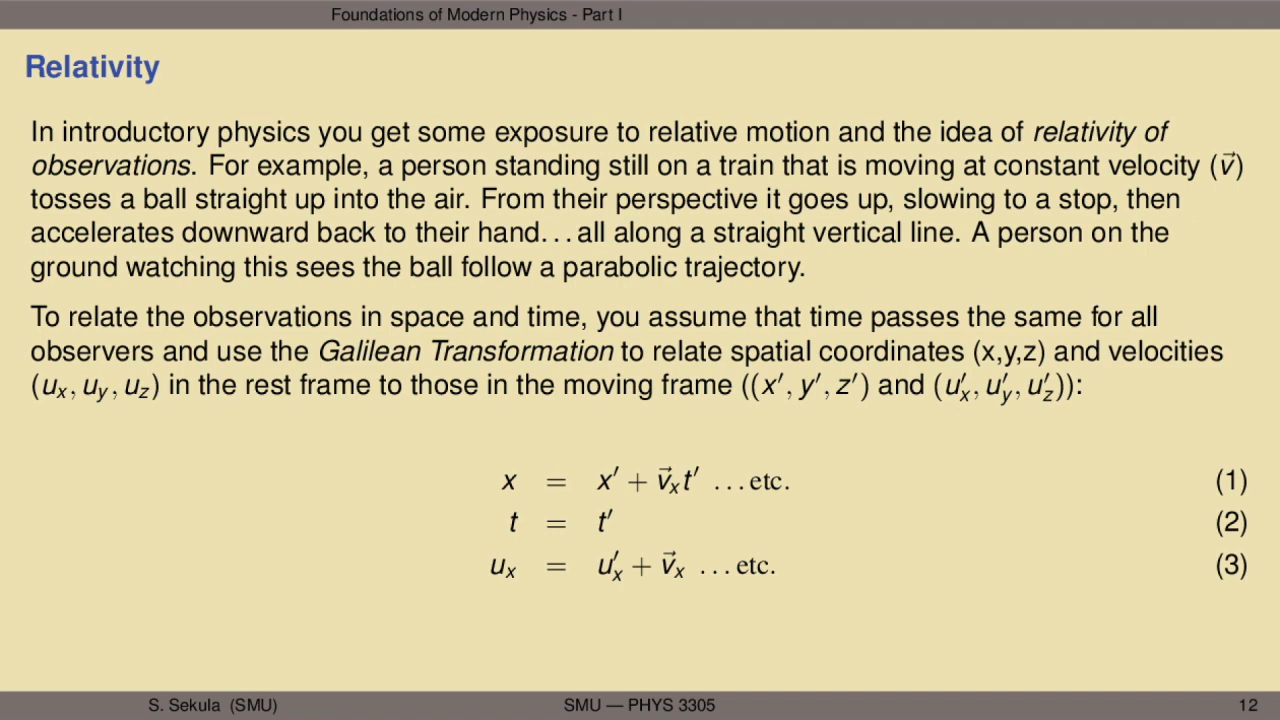 Foundations of Modern Physics - Part I
Relativity
In introductory physics you get some exposure to relative motion and the idea of relativity of
observations. For example, a person standing still on a train that is moving at constant velocity (v⃗)
tosses a ball straight up into the air. From their perspective it goes up, slowing to a stop, then
accelerates downward back to their hand. . . all along a straight vertical line. A person on the
ground watching this sees the ball follow a parabolic trajectory.
To relate the observations in space and time, you assume that time passes the same for all
observers and use the Galilean Transformation to relate spatial coordinates (x,y,z) and velocities
(uₓ, u_y, u_z) in the rest frame to those in the moving frame ((x′, y′, z′) and (u′ₓ, u′_y, u′_z)):
x = x′ + v⃗ₓt′ . . . etc. (1)
t = t′ (2)
uₓ = u′ₓ + v⃗ₓ . . . etc. (3)
S. Sekula (SMU) SMU — PHYS 3305 12